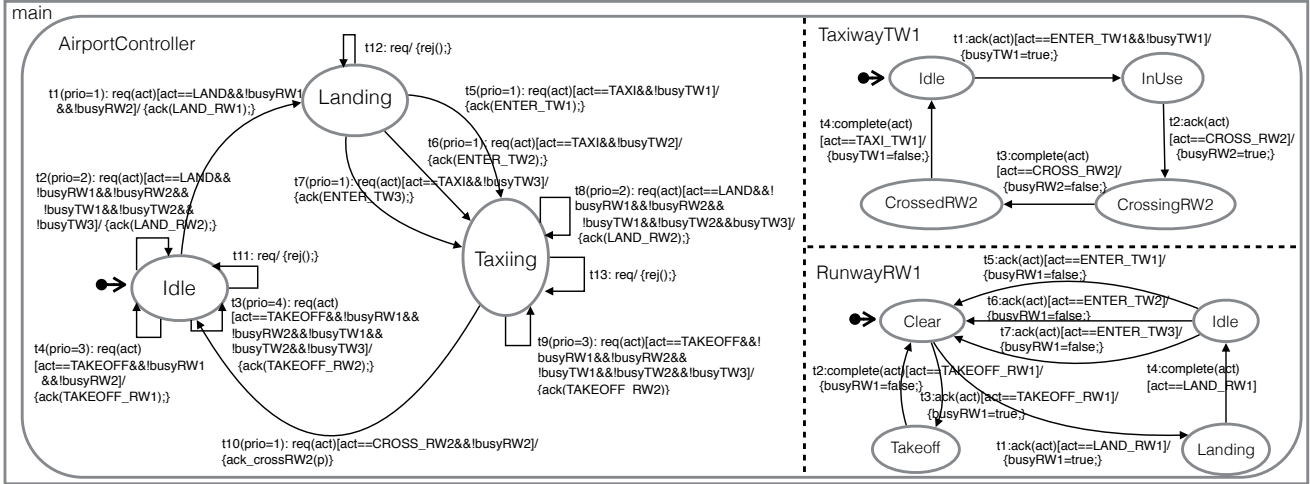 main
AirportController
t12: req/ {rej();}
Landing
t1(prio=1): req(act)[act==LAND&&!busyRW1
&&!busyRW2]/ {ack(LAND_RW1);}
t5(prio=1): req(act)[act==TAXI&&!busyTW1]/
{ack(ENTER_TW1);}
t6(prio=1): req(act)[act==TAXI&&!busyTW2]/
{ack(ENTER_TW2);}
t7(prio=1): req(act)[act==TAXI&&!busyTW3]/
{ack(ENTER_TW3);}
t2(prio=2): req(act)[act==LAND&&
!busyRW1&&!busyRW2&&
!busyTW1&&!busyTW2&&
!busyTW3]/ {ack(LAND_RW2);}
t8(prio=2): req(act)[act==LAND&&!
busyRW1&&!busyRW2&&
!busyTW1&&!busyTW2&&busyTW3]/
{ack(LAND_RW2);}
t11: req/ {rej();}
Idle
Taxiing
t13: req/ {rej();}
t3(prio=4): req(act)
[act==TAKEOFF&&!busyRW1&&
!busyRW2&&!busyTW1&&
!busyTW2&&!busyTW3]/
{ack(TAKEOFF_RW2);}
t4(prio=3): req(act)
[act==TAKEOFF&&!busyRW1
&&!busyRW2]/
{ack(TAKEOFF_RW1);}
t9(prio=3): req(act)[act==TAKEOFF&&!
busyRW1&&!busyRW2&&
!busyTW1&&!busyTW2&&!busyTW3]/
{ack(TAKEOFF_RW2)}
t10(prio=1): req(act)[act==CROSS_RW2&&!busyRW2]/
{ack_crossRW2(p)}
TaxiwayTW1
t1:ack(act)[act==ENTER_TW1&&!busyTW1]/
{busyTW1=true;}
Idle
InUse
t4:complete(act)
[act==TAXI_TW1]/
{busyTW1=false;}
t2:ack(act)
[act==CROSS_RW2]/
{busyRW2=true;}
t3:complete(act)
[act==CROSS_RW2]/
{busyRW2=false;}
CrossedRW2
CrossingRW2
RunwayRW1
t5:ack(act)[act==ENTER_TW1]/
{busyRW1=false;}
t6:ack(act)[act==ENTER_TW2]/
{busyRW1=false;}
t7:ack(act)[act==ENTER_TW3]/
{busyRW1=false;}
Clear
Idle
t2:complete(act)[act==TAKEOFF_RW1]/
{busyRW1=false;}
t3:ack(act)[act==TAKEOFF_RW1]/
{busyRW1=true;}
t4:complete(act)
[act==LAND_RW1]
Takeoff
t1:ack(act)[act==LAND_RW1]/
{busyRW1=true;}
Landing